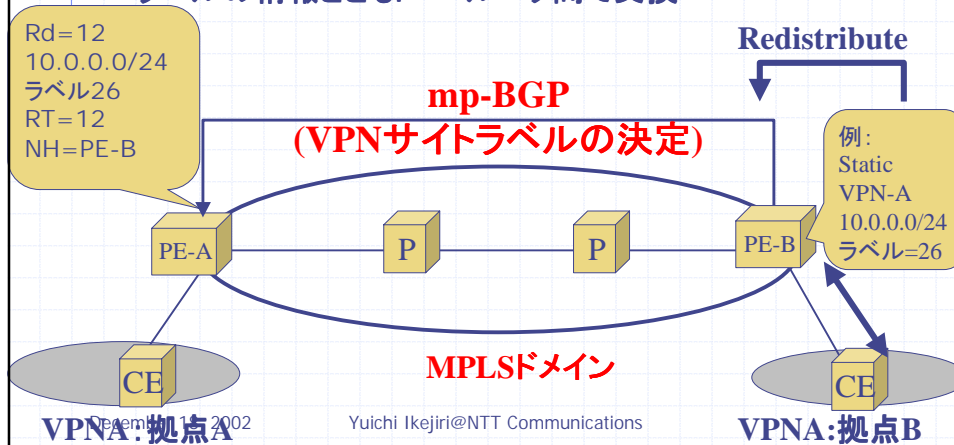 Rd=12
10.0.0.0/24
ラベル26
RT=12
NH=PE-B
Redistribute
mp-BGP
(VPNサイトラベルの決定)
例:
Static
VPN-A
10.0.0.0/24
ラベル=26
PE-A
P
P
PE-B
CE
MPLSドメイン
CE
VPNA:拠点A
December 18, 2002
Yuichi Ikejiri@NTT Communications
VPNA:拠点B